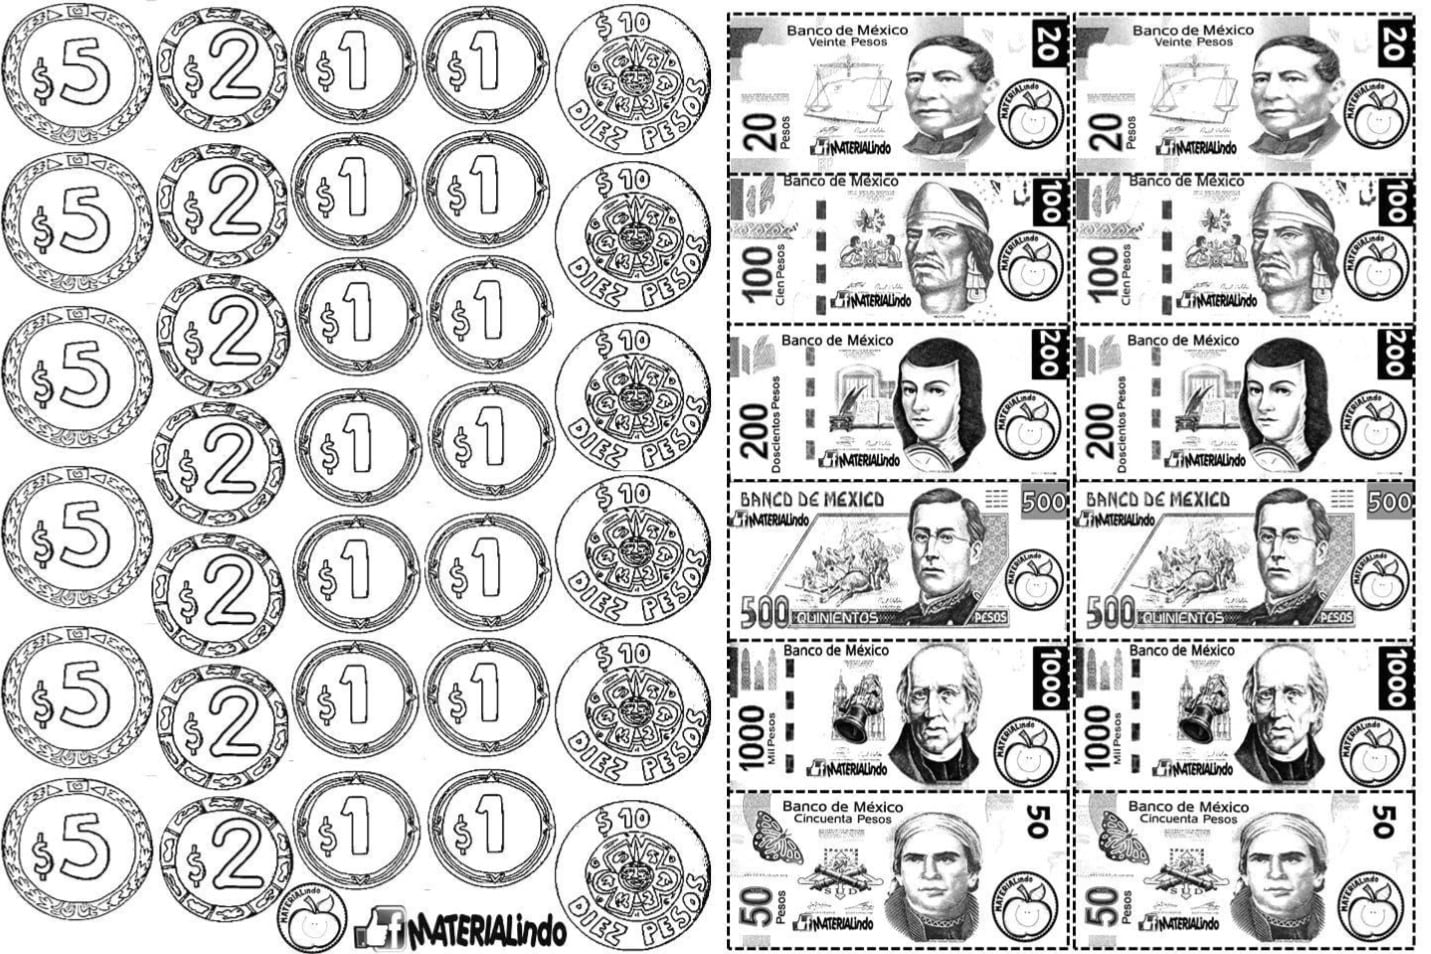 $5
$5
$5
$5
$5
$5
$2
$2
$2
$2
$2
$2
$2
$1
$1
$1
$1
$1
$1
$1
$1
$1
$1
$1
$1
$1
$1
$10
DIEZ PESOS
$10
DIEZ PESOS
$10
DIEZ PESOS
$10
DIEZ PESOS
$10
DIEZ PESOS
$10
DIEZ PESOS
MATERIALindo
f MATERIALindo
Banco de México
Veinte Pesos
20
20
Pesos
MATERIALindo
MATERIALindo
Banco de México
Veinte Pesos
20
20
Pesos
MATERIALindo
MATERIALindo
Banco de México
100
100
Cien Pesos
MATERIALindo
MATERIALindo
Banco de México
100
100
Cien Pesos
MATERIALindo
MATERIALindo
Banco de México
200
200
Doscientos Pesos
MATERIALindo
MATERIALindo
Banco de México
200
200
Doscientos Pesos
MATERIALindo
MATERIALindo
BANCO DE MEXICO
500
MATERIALindo
MATERIALindo
500 QUINIENTOS PESOS
BANCO DE MEXICO
500
MATERIALindo
MATERIALindo
500 QUINIENTOS PESOS
Banco de México
1000
1000
Mil Pesos
MATERIALindo
MATERIALindo
Banco de México
1000
1000
Mil Pesos
MATERIALindo
MATERIALindo
Banco de México
Cincuenta Pesos
50
SUD
50
Pesos
MATERIALindo
MATERIALindo
Banco de México
Cincuenta Pesos
50
SUD
50
Pesos
MATERIALindo
MATERIALindo